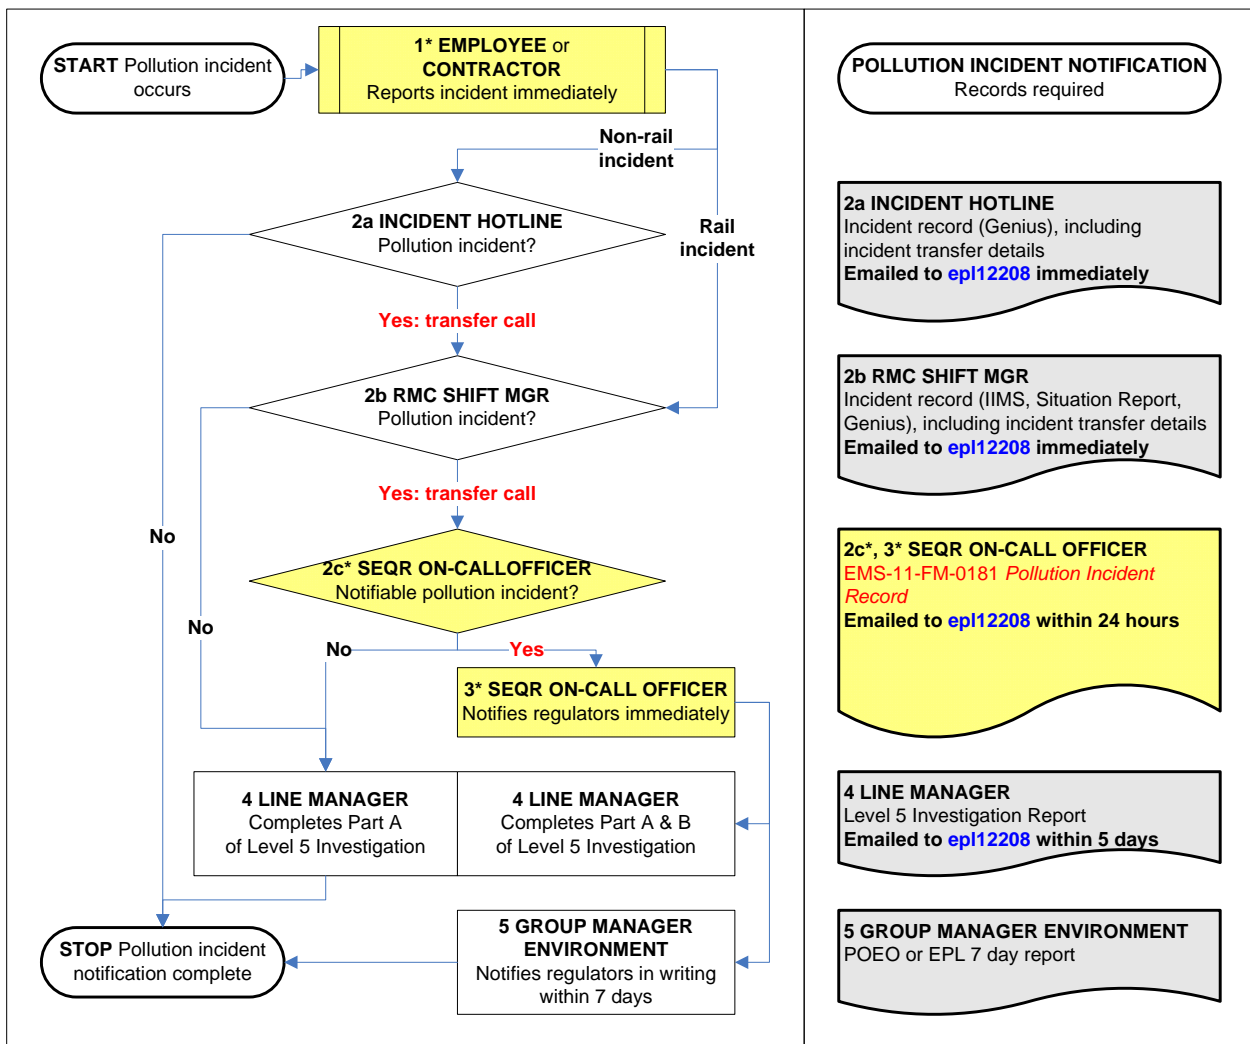 START Pollution incident
occurs
1* EMPLOYEE or
CONTRACTOR
Reports incident immediately
Non-rail
incident
Rail
incident
2a INCIDENT HOTLINE
Pollution incident?
Yes: transfer call
2b RMC SHIFT MGR
Pollution incident?
Yes: transfer call
No
No
2c* SEQR ON-CALLOFFICER
Notifiable pollution incident?
No
Yes
3* SEQR ON-CALL OFFICER
Notifies regulators immediately
4 LINE MANAGER
Completes Part A
of Level 5 Investigation
4 LINE MANAGER
Completes Part A & B
of Level 5 Investigation
5 GROUP MANAGER
ENVIRONMENT
Notifies regulators in writing
within 7 days
STOP Pollution incident
notification complete
POLLUTION INCIDENT NOTIFICATION
Records required
2a INCIDENT HOTLINE
Incident record (Genius), including
incident transfer details
Emailed to epl12208 immediately
2b RMC SHIFT MGR
Incident record (IIMS, Situation Report,
Genius), including incident transfer details
Emailed to epl12208 immediately
2c*, 3* SEQR ON-CALL OFFICER
EMS-11-FM-0181 Pollution Incident
Record
Emailed to epl12208 within 24 hours
4 LINE MANAGER
Level 5 Investigation Report
Emailed to epl12208 within 5 days
5 GROUP MANAGER ENVIRONMENT
POEO or EPL 7 day report